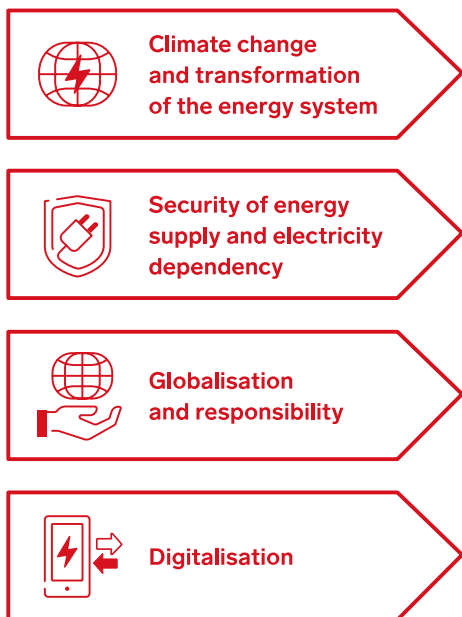 Climate change
and transformation
of the energy system
Security of energy
supply and electricity
dependency
Globalisation
and responsibility
Digitalisation